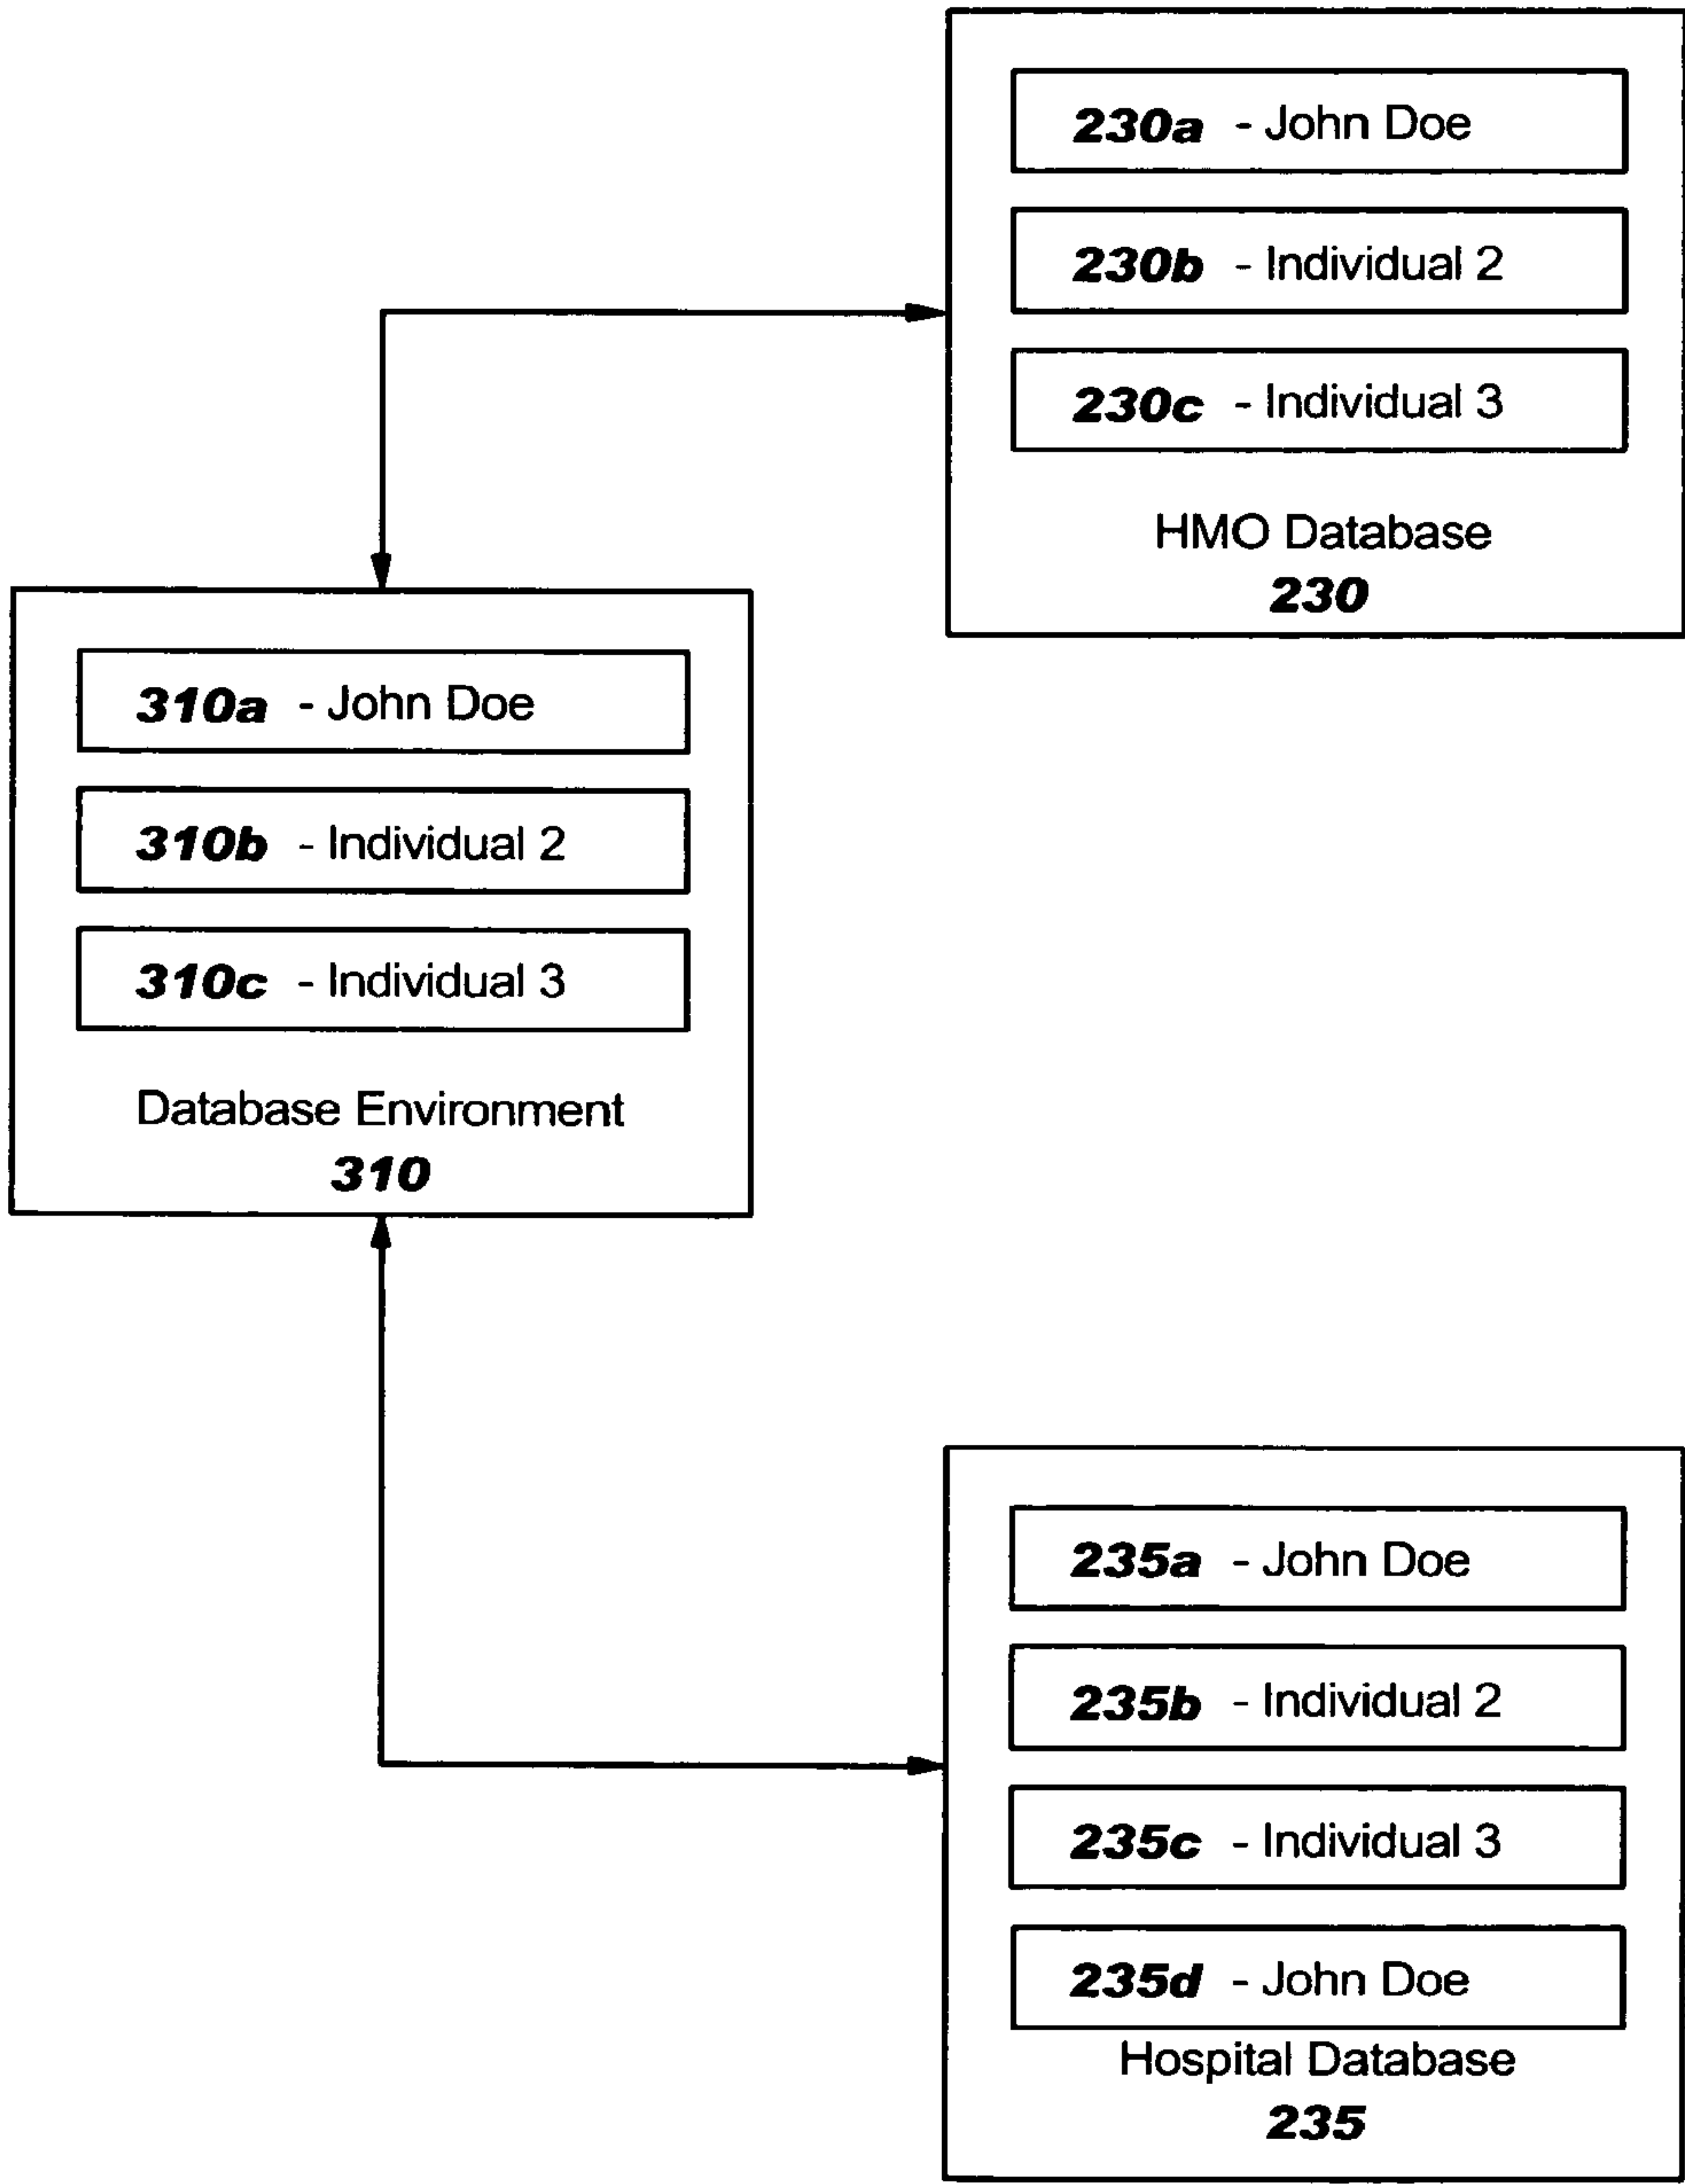 230a - John Doe
230b - Individual 2
230c - Individual 3
HMO Database
230
310a - John Doe
310b - Individual 2
310c - Individual 3
Database Environment
310
235a - John Doe
235b - Individual 2
235c - Individual 3
235d - John Doe
Hospital Database
235